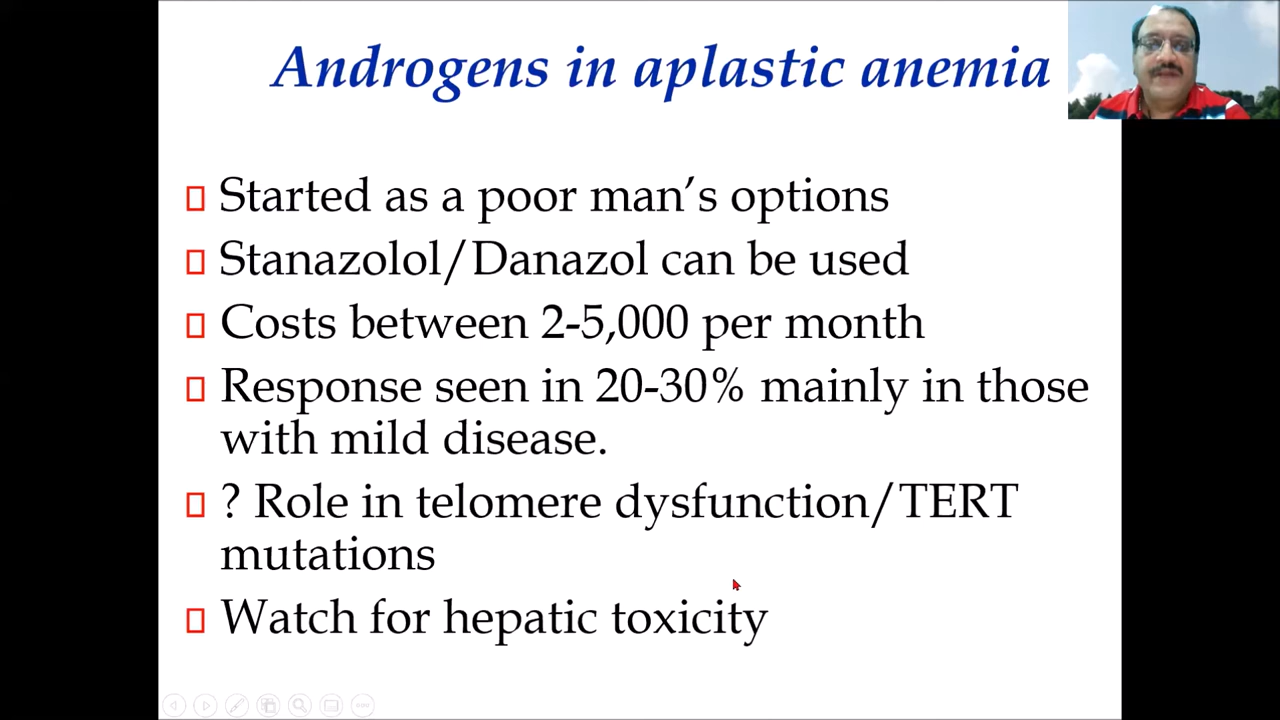 Androgens in aplastic anemia
Started as a poor man’s options
Stanazolol/Danazol can be used
Costs between 2-5,000 per month
Response seen in 20-30% mainly in those
with mild disease.
? Role in telomere dysfunction/TERT
mutations
Watch for hepatic toxicity